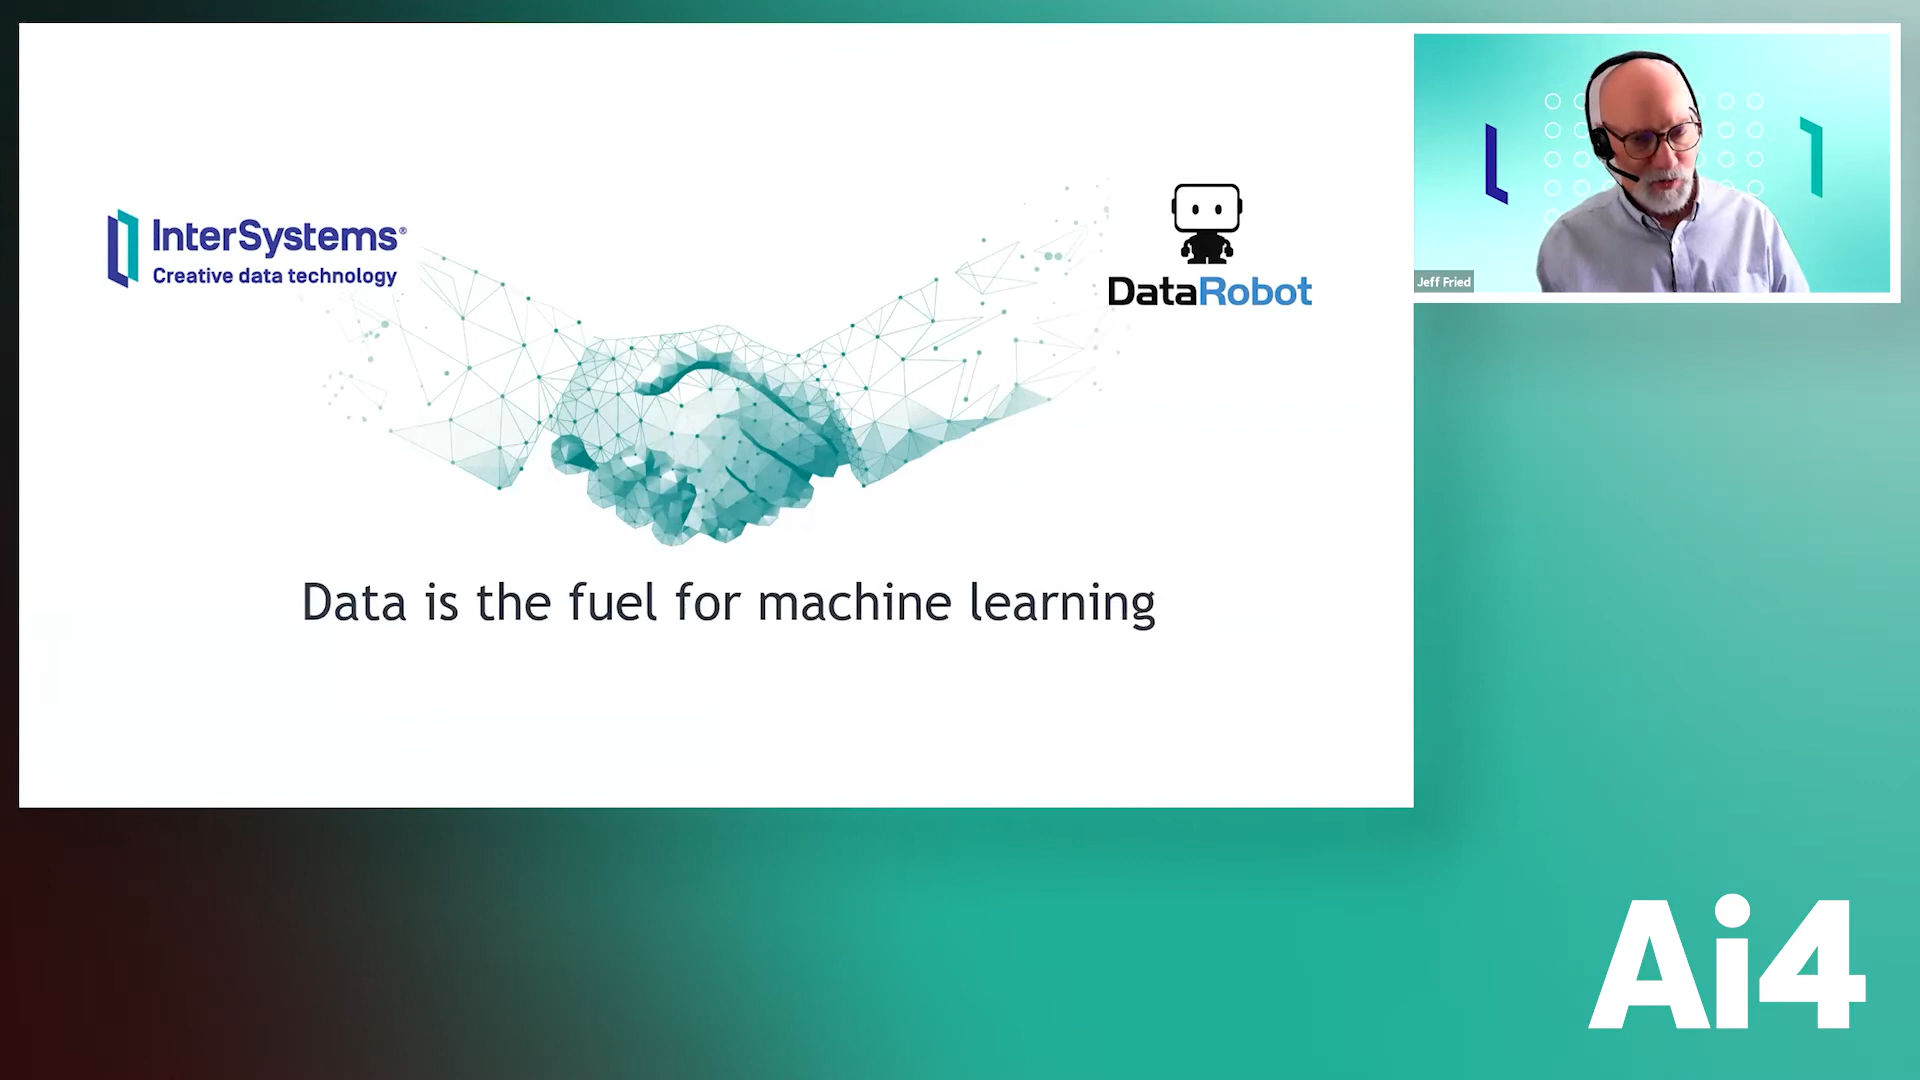 InterSystems®
Creative data technology
DataRobot
Data is the fuel for machine learning
Jeff Fried
Ai4